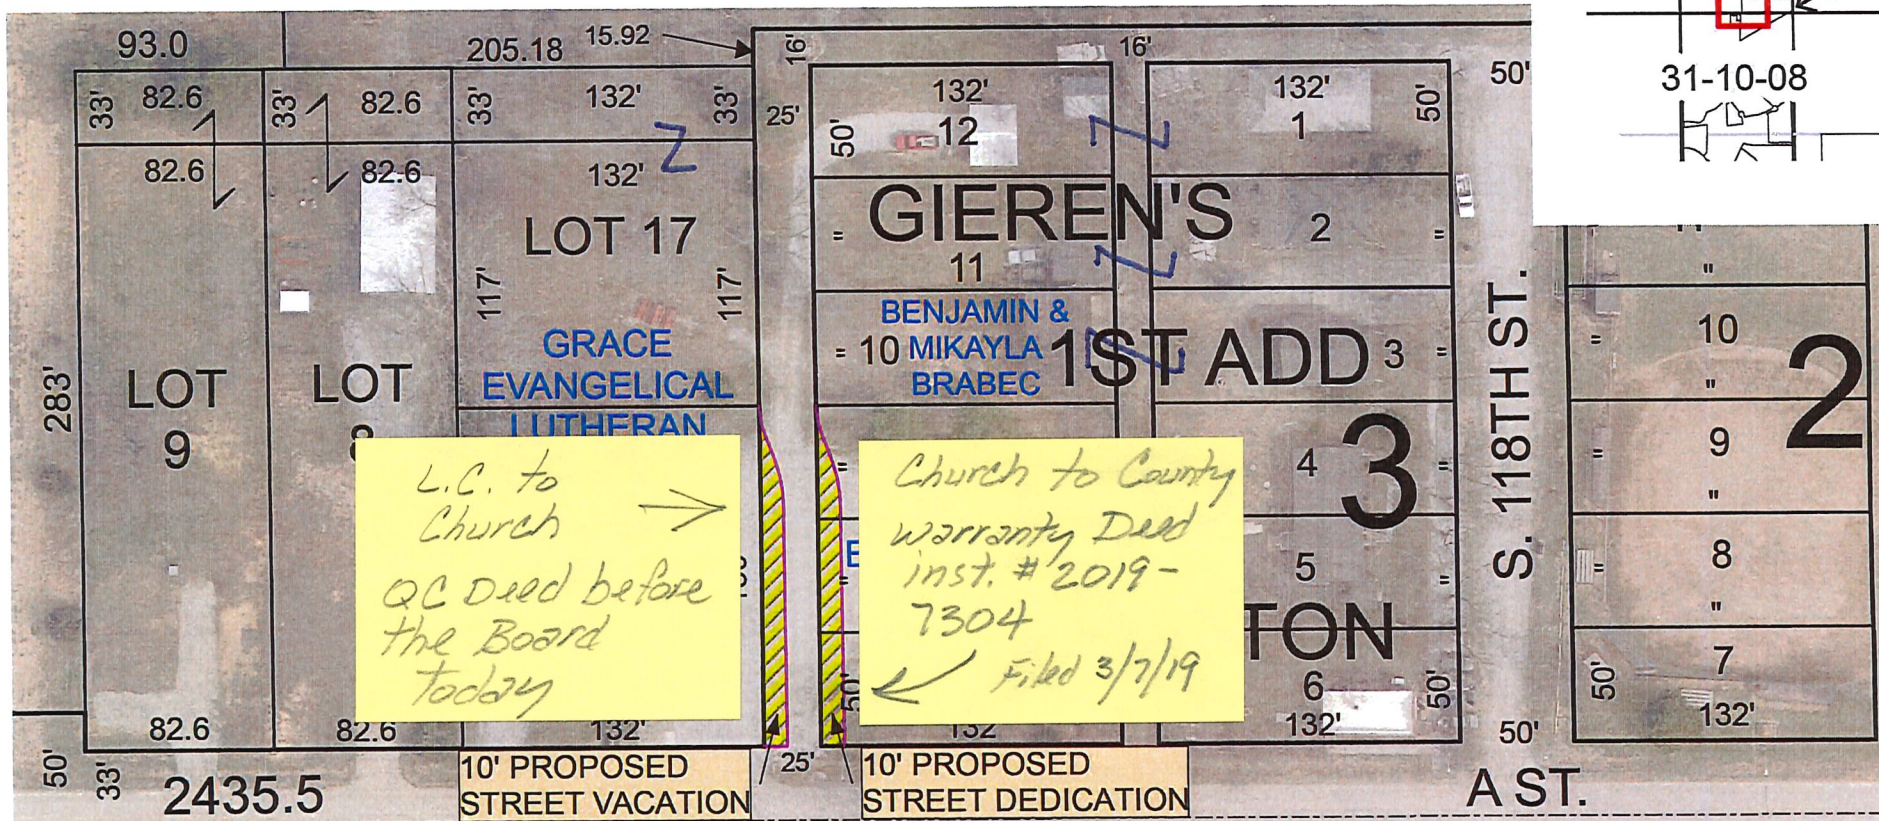 93.0
205.18
15.92
16'
16'
50'
31-10-08
33'
82.6
33'
82.6
33'
132'
33'
25'
132'
12
50'
132'
1
50'
82.6
82.6
132'
Z
Z
LOT 17
117'
117'
GIEREN'S
=
11
Z
2
=
"
283'
LOT
9
LOT
GRACE
EVANGELICAL
LUTHERAN
BENJAMIN &
MIKAYLA
BRABEC
= 10
Z
1ST ADD
3 =
S. 118TH ST.
=
10
"
2
=
4
=
3
=
9
"
L.C. to
Church
QC Deed before
the Board
today
Church to County
Warranty Deed
inst. # 2019-
7304
Filed 3/7/19
=
E
5
=
=
8
"
TON
50'
6
50'
50'
7
132'
82.6
82.6
132'
132'
132'
50'
50'
33'
2435.5
25'
10' PROPOSED
STREET VACATION
10' PROPOSED
STREET DEDICATION
A ST.